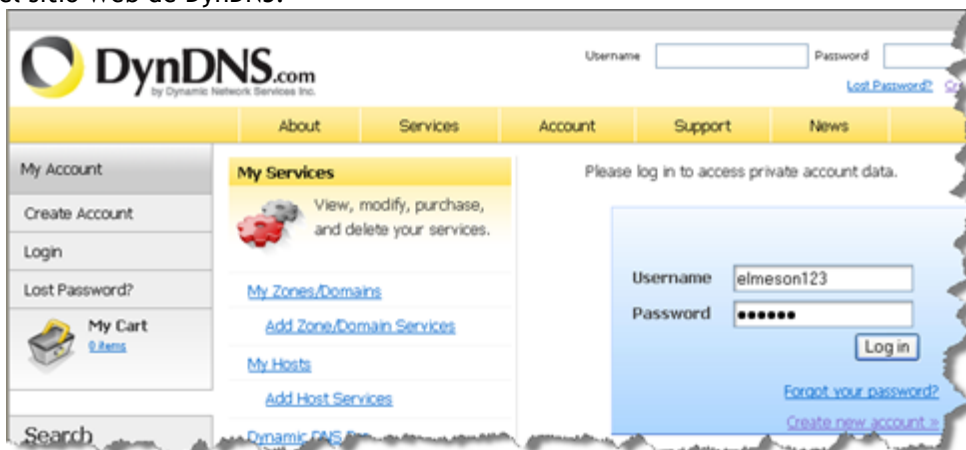 el sitio Web de DynDNS.
DynDNS.com
by Dynamic Network Services Inc.
Username
Password
Lost Password?
About
Services
Account
Support
News
My Account
Create Account
Login
Lost Password?
My Cart
0 items
Search
My Services
View, modify, purchase,
and delete your services.
My Zones/Domains
Add Zone/Domain Services
My Hosts
Add Host Services
Dynamic DNS
Please log in to access private account data.
Username
elmeson123
Password
••••••
Log in
Forgot your password?
Create new account »